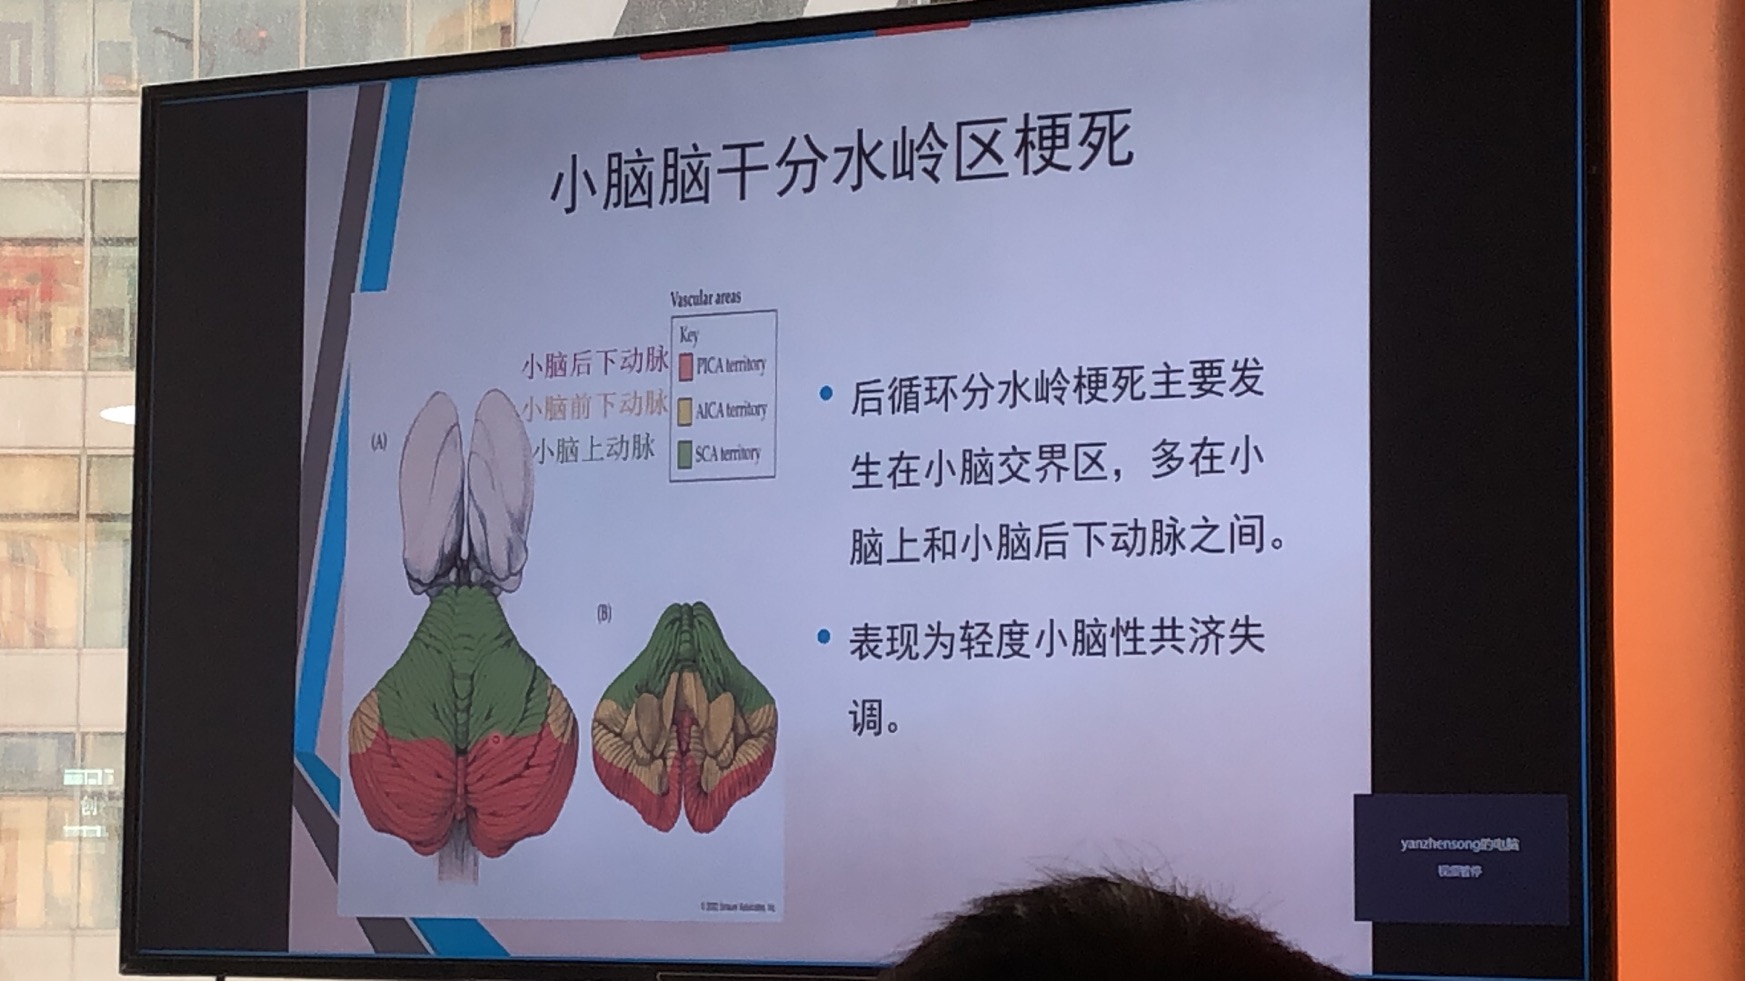 小脑脑干分水岭区梗死
Vascular areas
Key
小脑后下动脉
PICA territory
小脑前下动脉
AICA territory
小脑上动脉
SCA territory
(A)
(B)
后循环分水岭梗死主要发
生在小脑交界区，多在小
脑上和小脑后下动脉之间。
表现为轻度小脑性共济失
调。
© 2002 Sinauer Associates, Inc.
yanzhensong的电脑
视频暂停
创